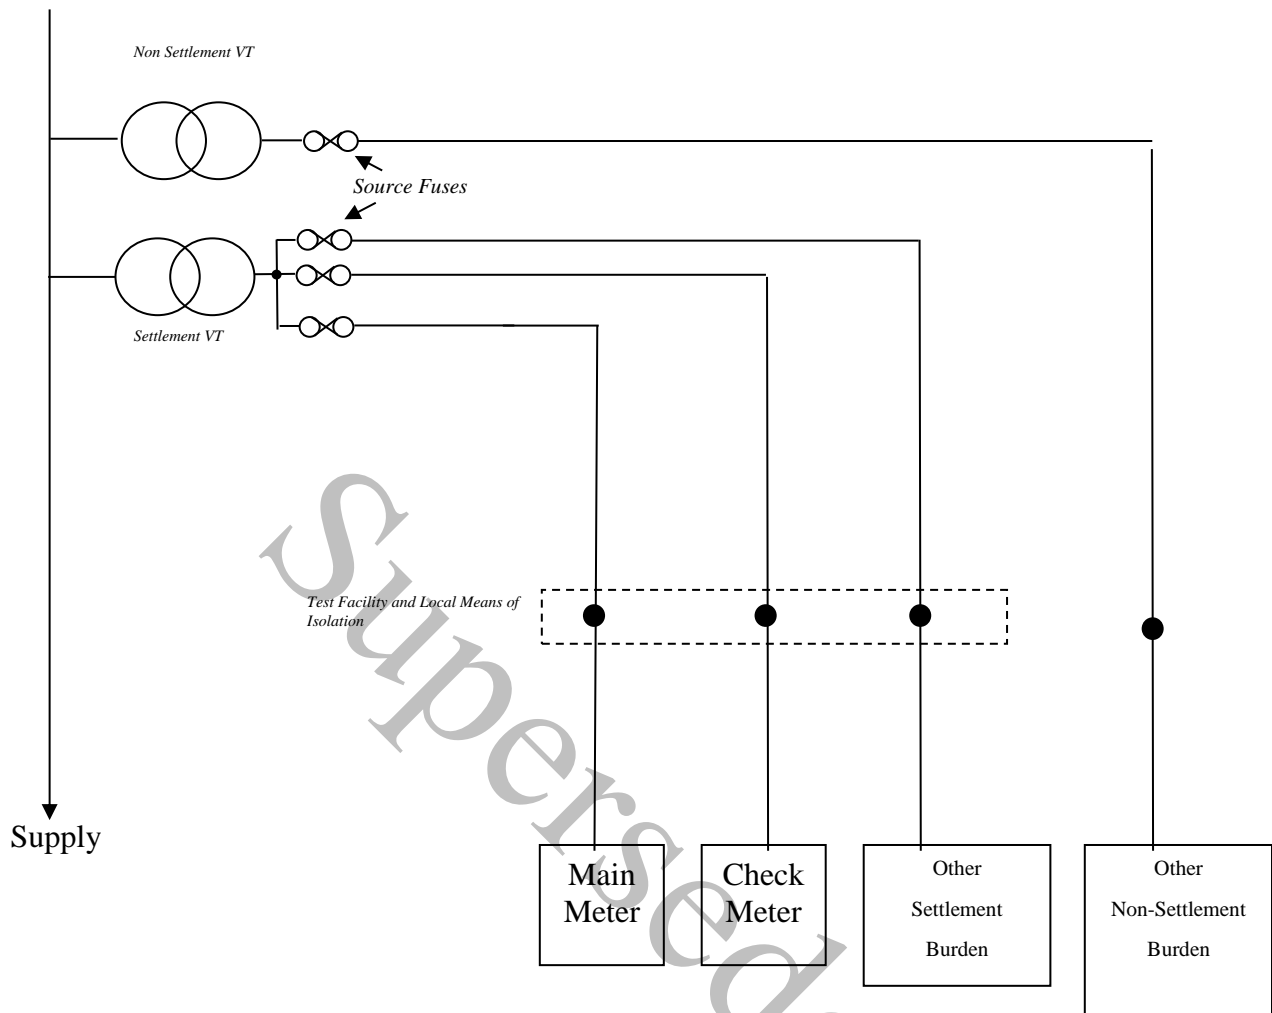 Non Settlement VT
Source Fuses
Settlement VT
Test Facility and Local Means of
Isolation
Supply
Main
Meter
Check
Meter
Other
Settlement
Burden
Other
Non-Settlement
Burden